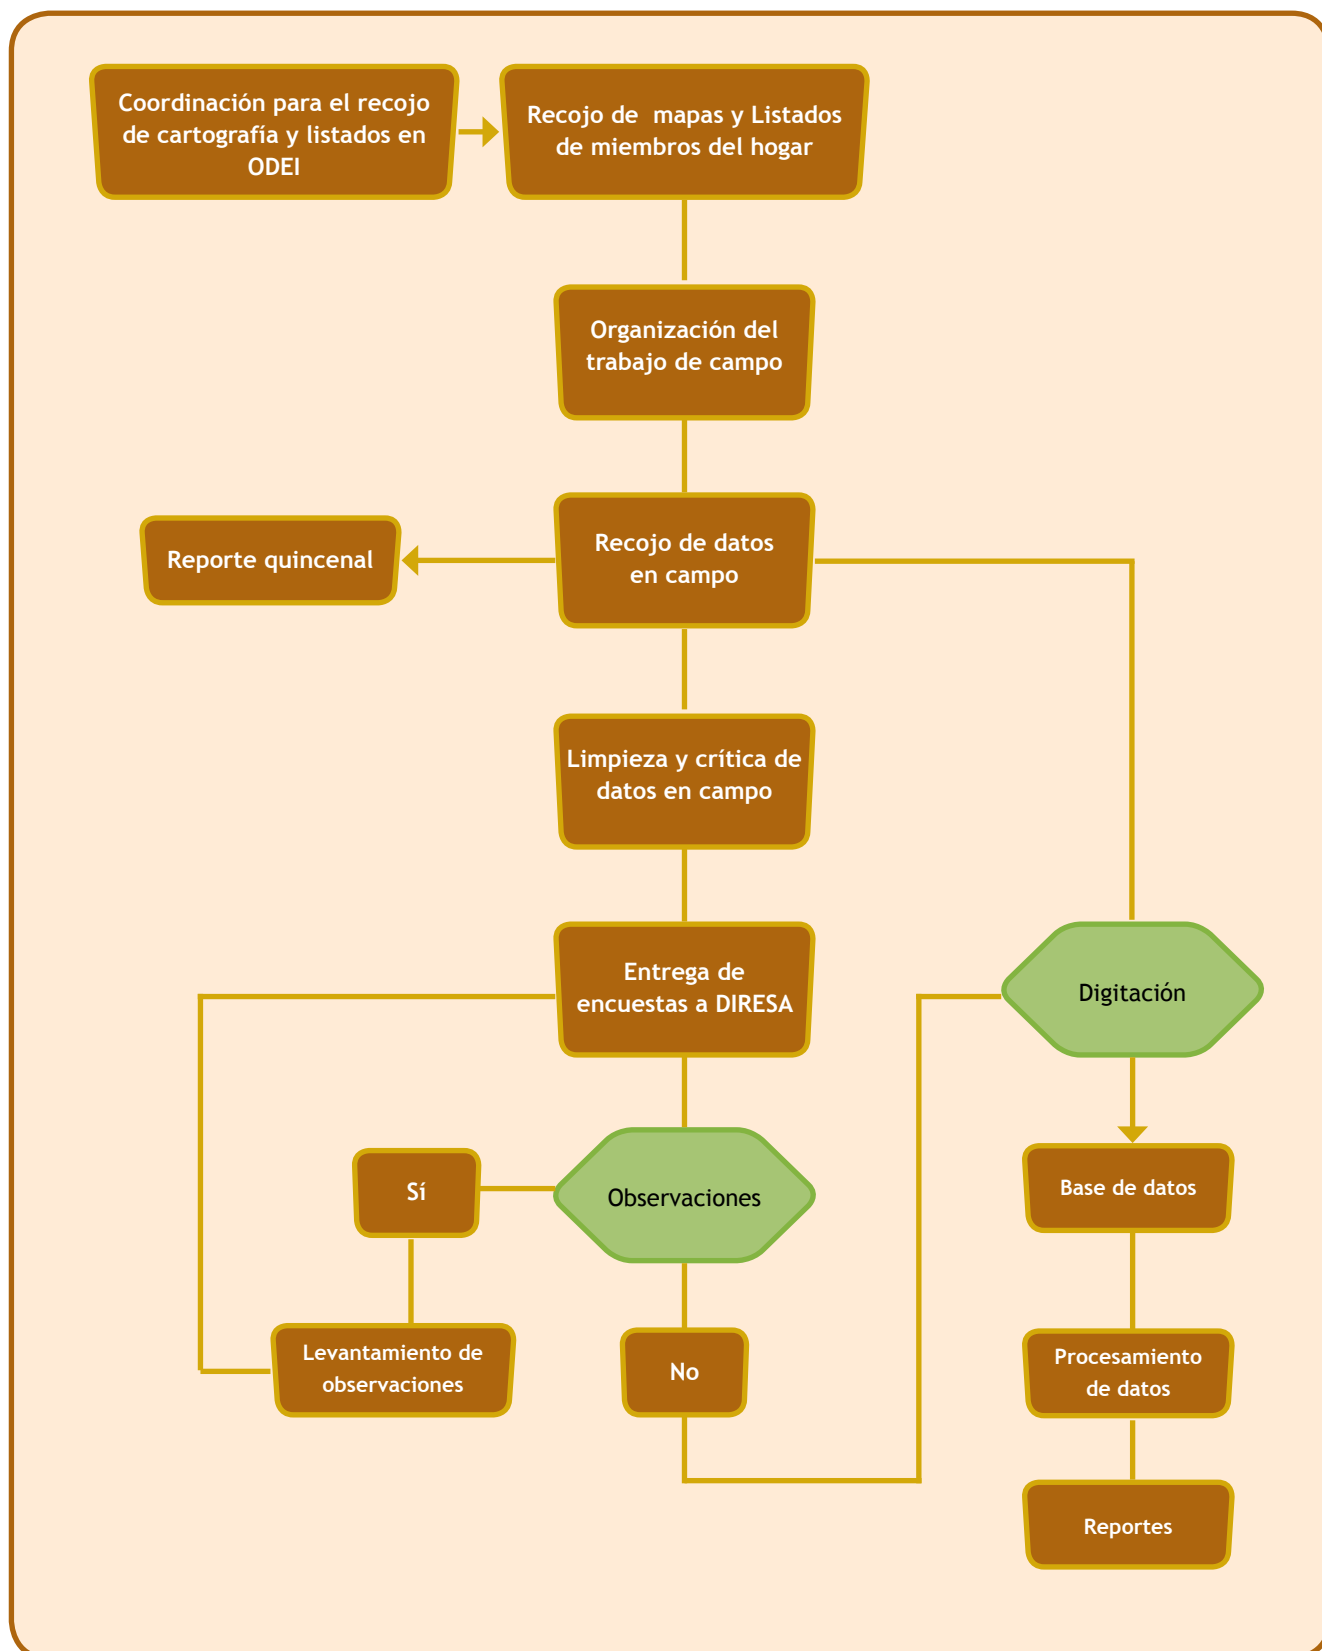 Coordinación para el recojo
de cartografía y listados en
ODEI
Recojo de mapas y Listados
de miembros del hogar
Organización del
trabajo de campo
Reporte quincenal
Recojo de datos
en campo
Limpieza y crítica de
datos en campo
Entrega de
encuestas a DIRESA
Digitación
Sí
Observaciones
Base de datos
Levantamiento de
observaciones
No
Procesamiento
de datos
Reportes